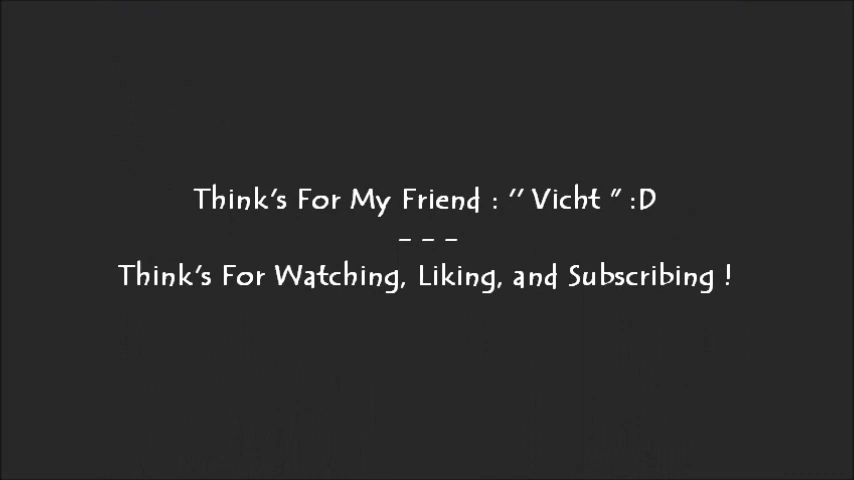 Think's For My Friend : '' Vicht '' :D
- - -
Think's For Watching, Liking, and Subscribing !